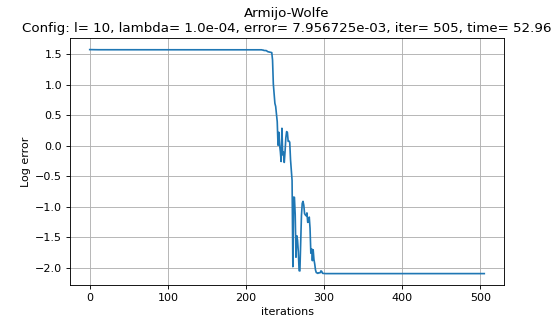 Armijo-Wolfe
Config: l= 10, lambda= 1.0e-04, error= 7.956725e-03, iter= 505, time= 52.96
1.5
1.0
0.5
0.0
−0.5
−1.0
−1.5
−2.0
Log error
0 100 200 300 400 500
iterations